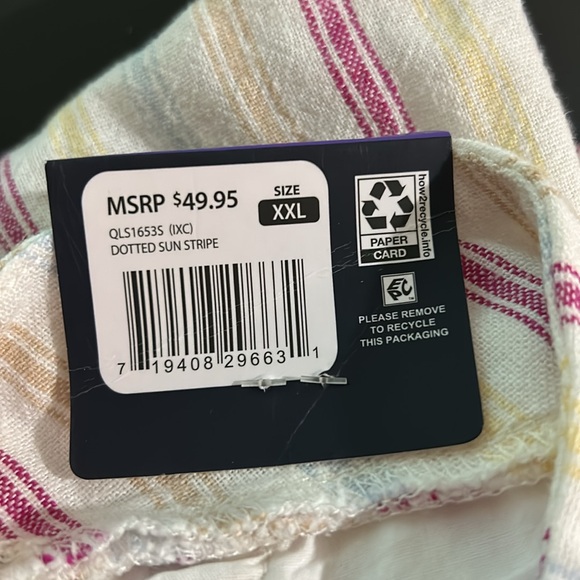 MSRP $49.95
SIZE
XXL
QLS1653S (IXC)
DOTTED SUN STRIPE
7 19408 29663 1
how2recycle.info
PAPER
CARD
EPC
PLEASE REMOVE
TO RECYCLE
THIS PACKAGING